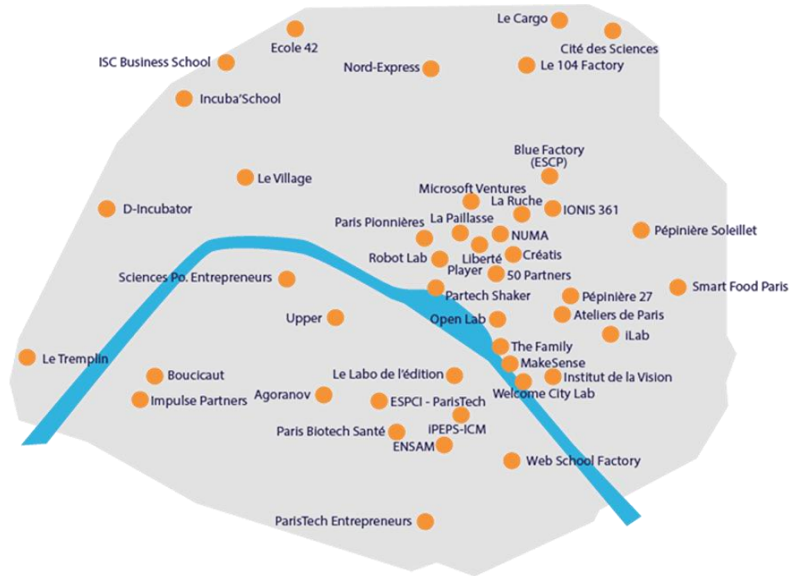 Le Cargo
Cité des Sciences
Ecole 42
ISC Business School
Nord-Express
Le 104 Factory
Incuba'School
Blue Factory
(ESCP)
Le Village
Microsoft Ventures
La Ruche
D-Incubator
IONIS 361
La Paillasse
Paris Pionnières
NUMA
Pépinière Soleillet
Robot Lab
Liberté
Créatis
Player
50 Partners
Sciences Po. Entrepreneurs
Smart Food Paris
Partech Shaker
Pépinière 27
Upper
Open Lab
Ateliers de Paris
iLab
The Family
Le Tremplin
MakeSense
Boucicaut
Le Labo de l'édition
Institut de la Vision
Agoranov
Welcome City Lab
Impulse Partners
ESPCI - ParisTech
iPEPS-ICM
Paris Biotech Santé
ENSAM
Web School Factory
ParisTech Entrepreneurs